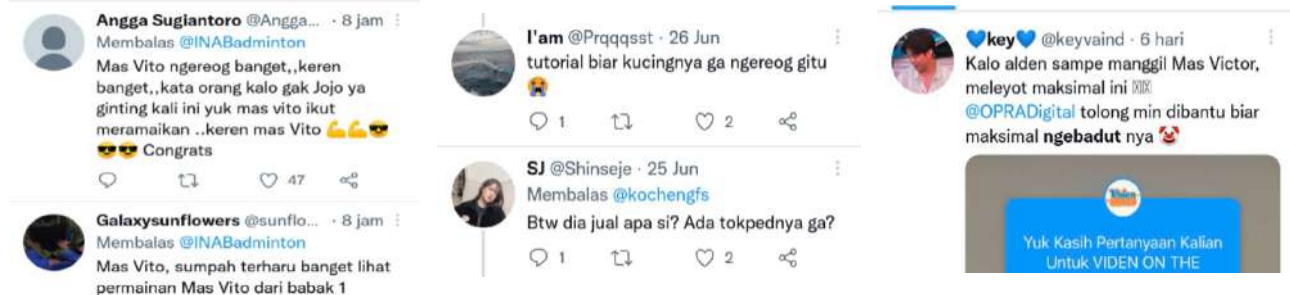 Angga Sugiantoro @Angga... · 8 jam
Membalas @INABadminton
Mas Vito ngereog banget,,keren
banget,,kata orang kalo gak Jojo ya
ginting kali ini yuk mas vito ikut
meramaikan ..keren mas Vito 💪💪😎
😎😎 Congrats
47
Galaxysunflowers @sunflo... · 8 jam
Membalas @INABadminton
Mas Vito, sumpah terharu banget lihat
permainan Mas Vito dari babak 1
I'am @Prqqqsst · 26 Jun
tutorial biar kucingnya ga ngereog gitu
😭
1 2
SJ @Shinseje · 25 Jun
Membalas @kochengfs
Btw dia jual apa si? Ada tokpednya ga?
1 2
💙key💙 @keyvaind · 6 hari
Kalo alden sampe manggil Mas Victor,
meleyot maksimal ini
@OPRADigital tolong min dibantu biar
maksimal ngebadut nya 🤡
Yuk Kasih Pertanyaan Kalian
Untuk VIDEN ON THE